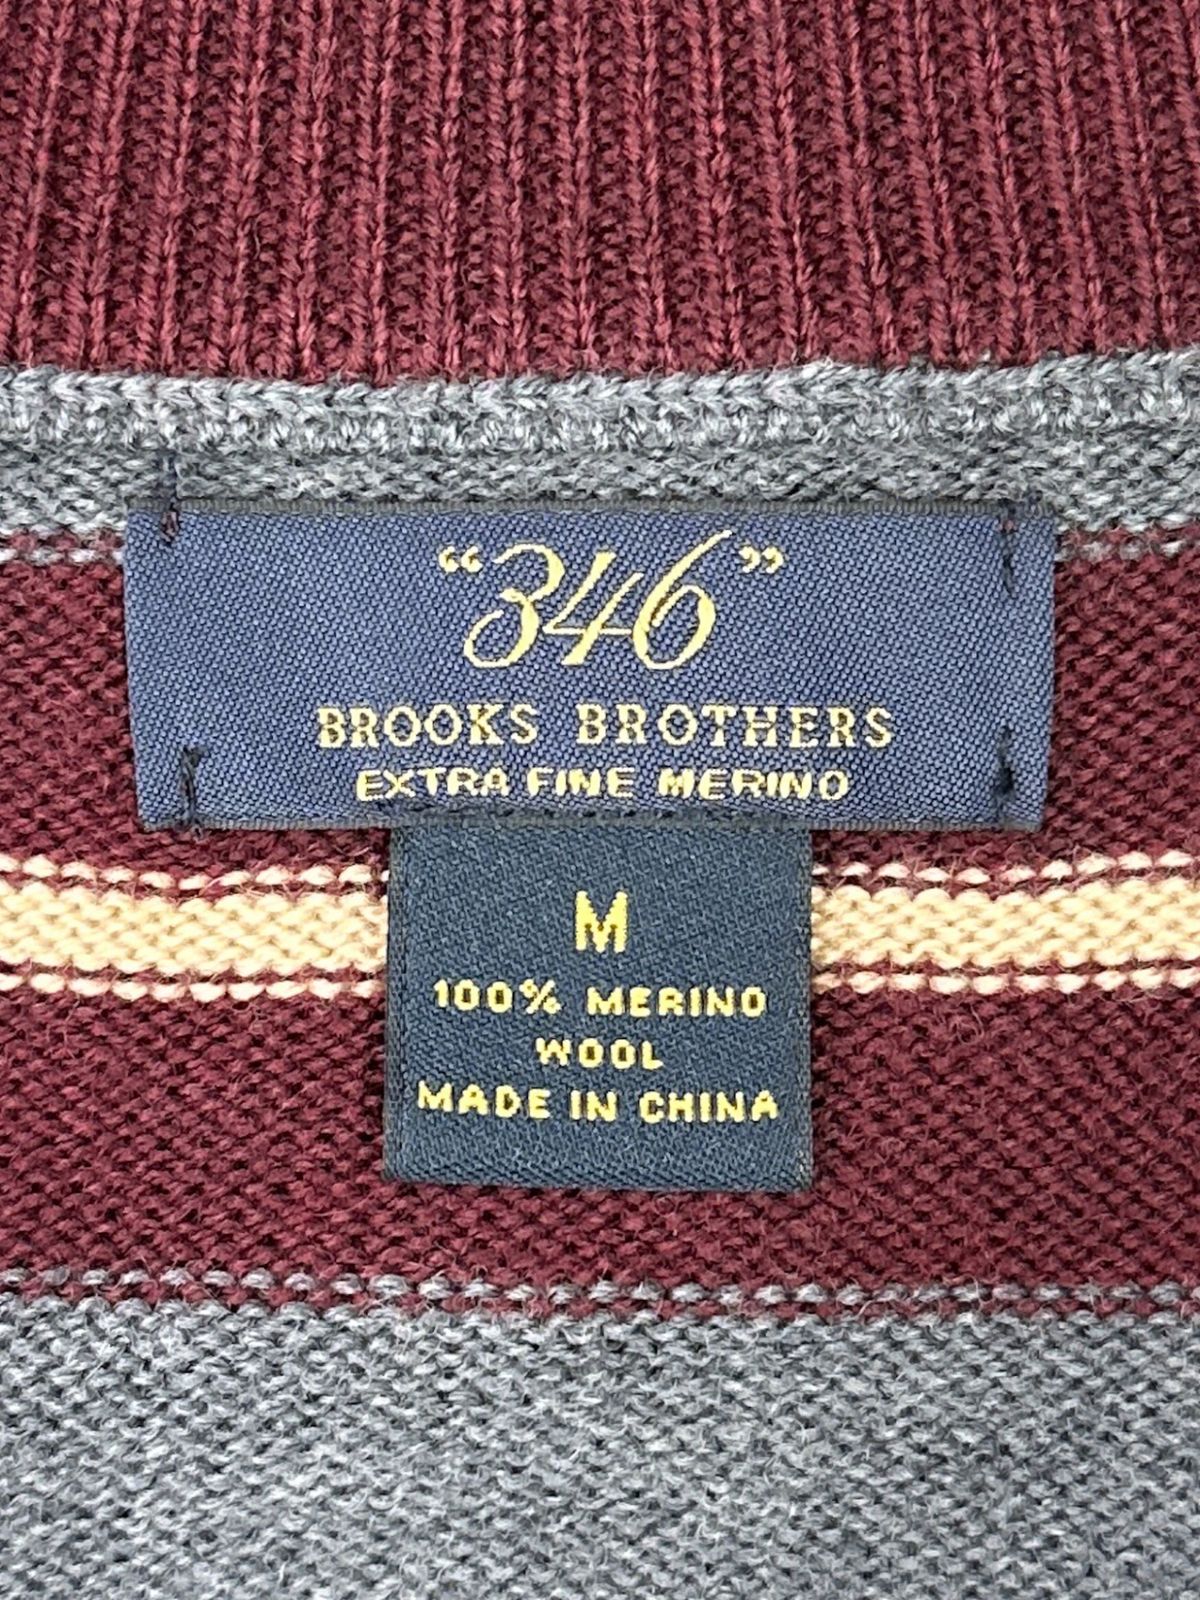 “346”
BROOKS BROTHERS
EXTRA FINE MERINO
M
100% MERINO
WOOL
MADE IN CHINA